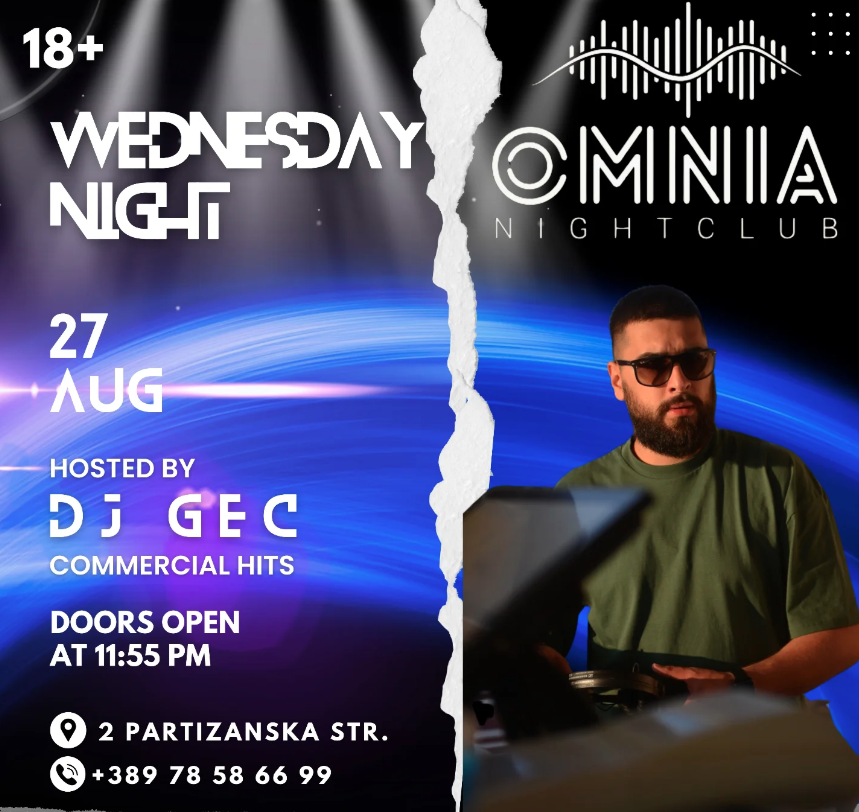 18+
WEDNESDAY
NIGHT
27
AUG
HOSTED BY
DJ GEC
COMMERCIAL HITS
DOORS OPEN
AT 11:55 PM
2 PARTIZANSKA STR.
+389 78 58 66 99
OMNIA
NIGHTCLUB